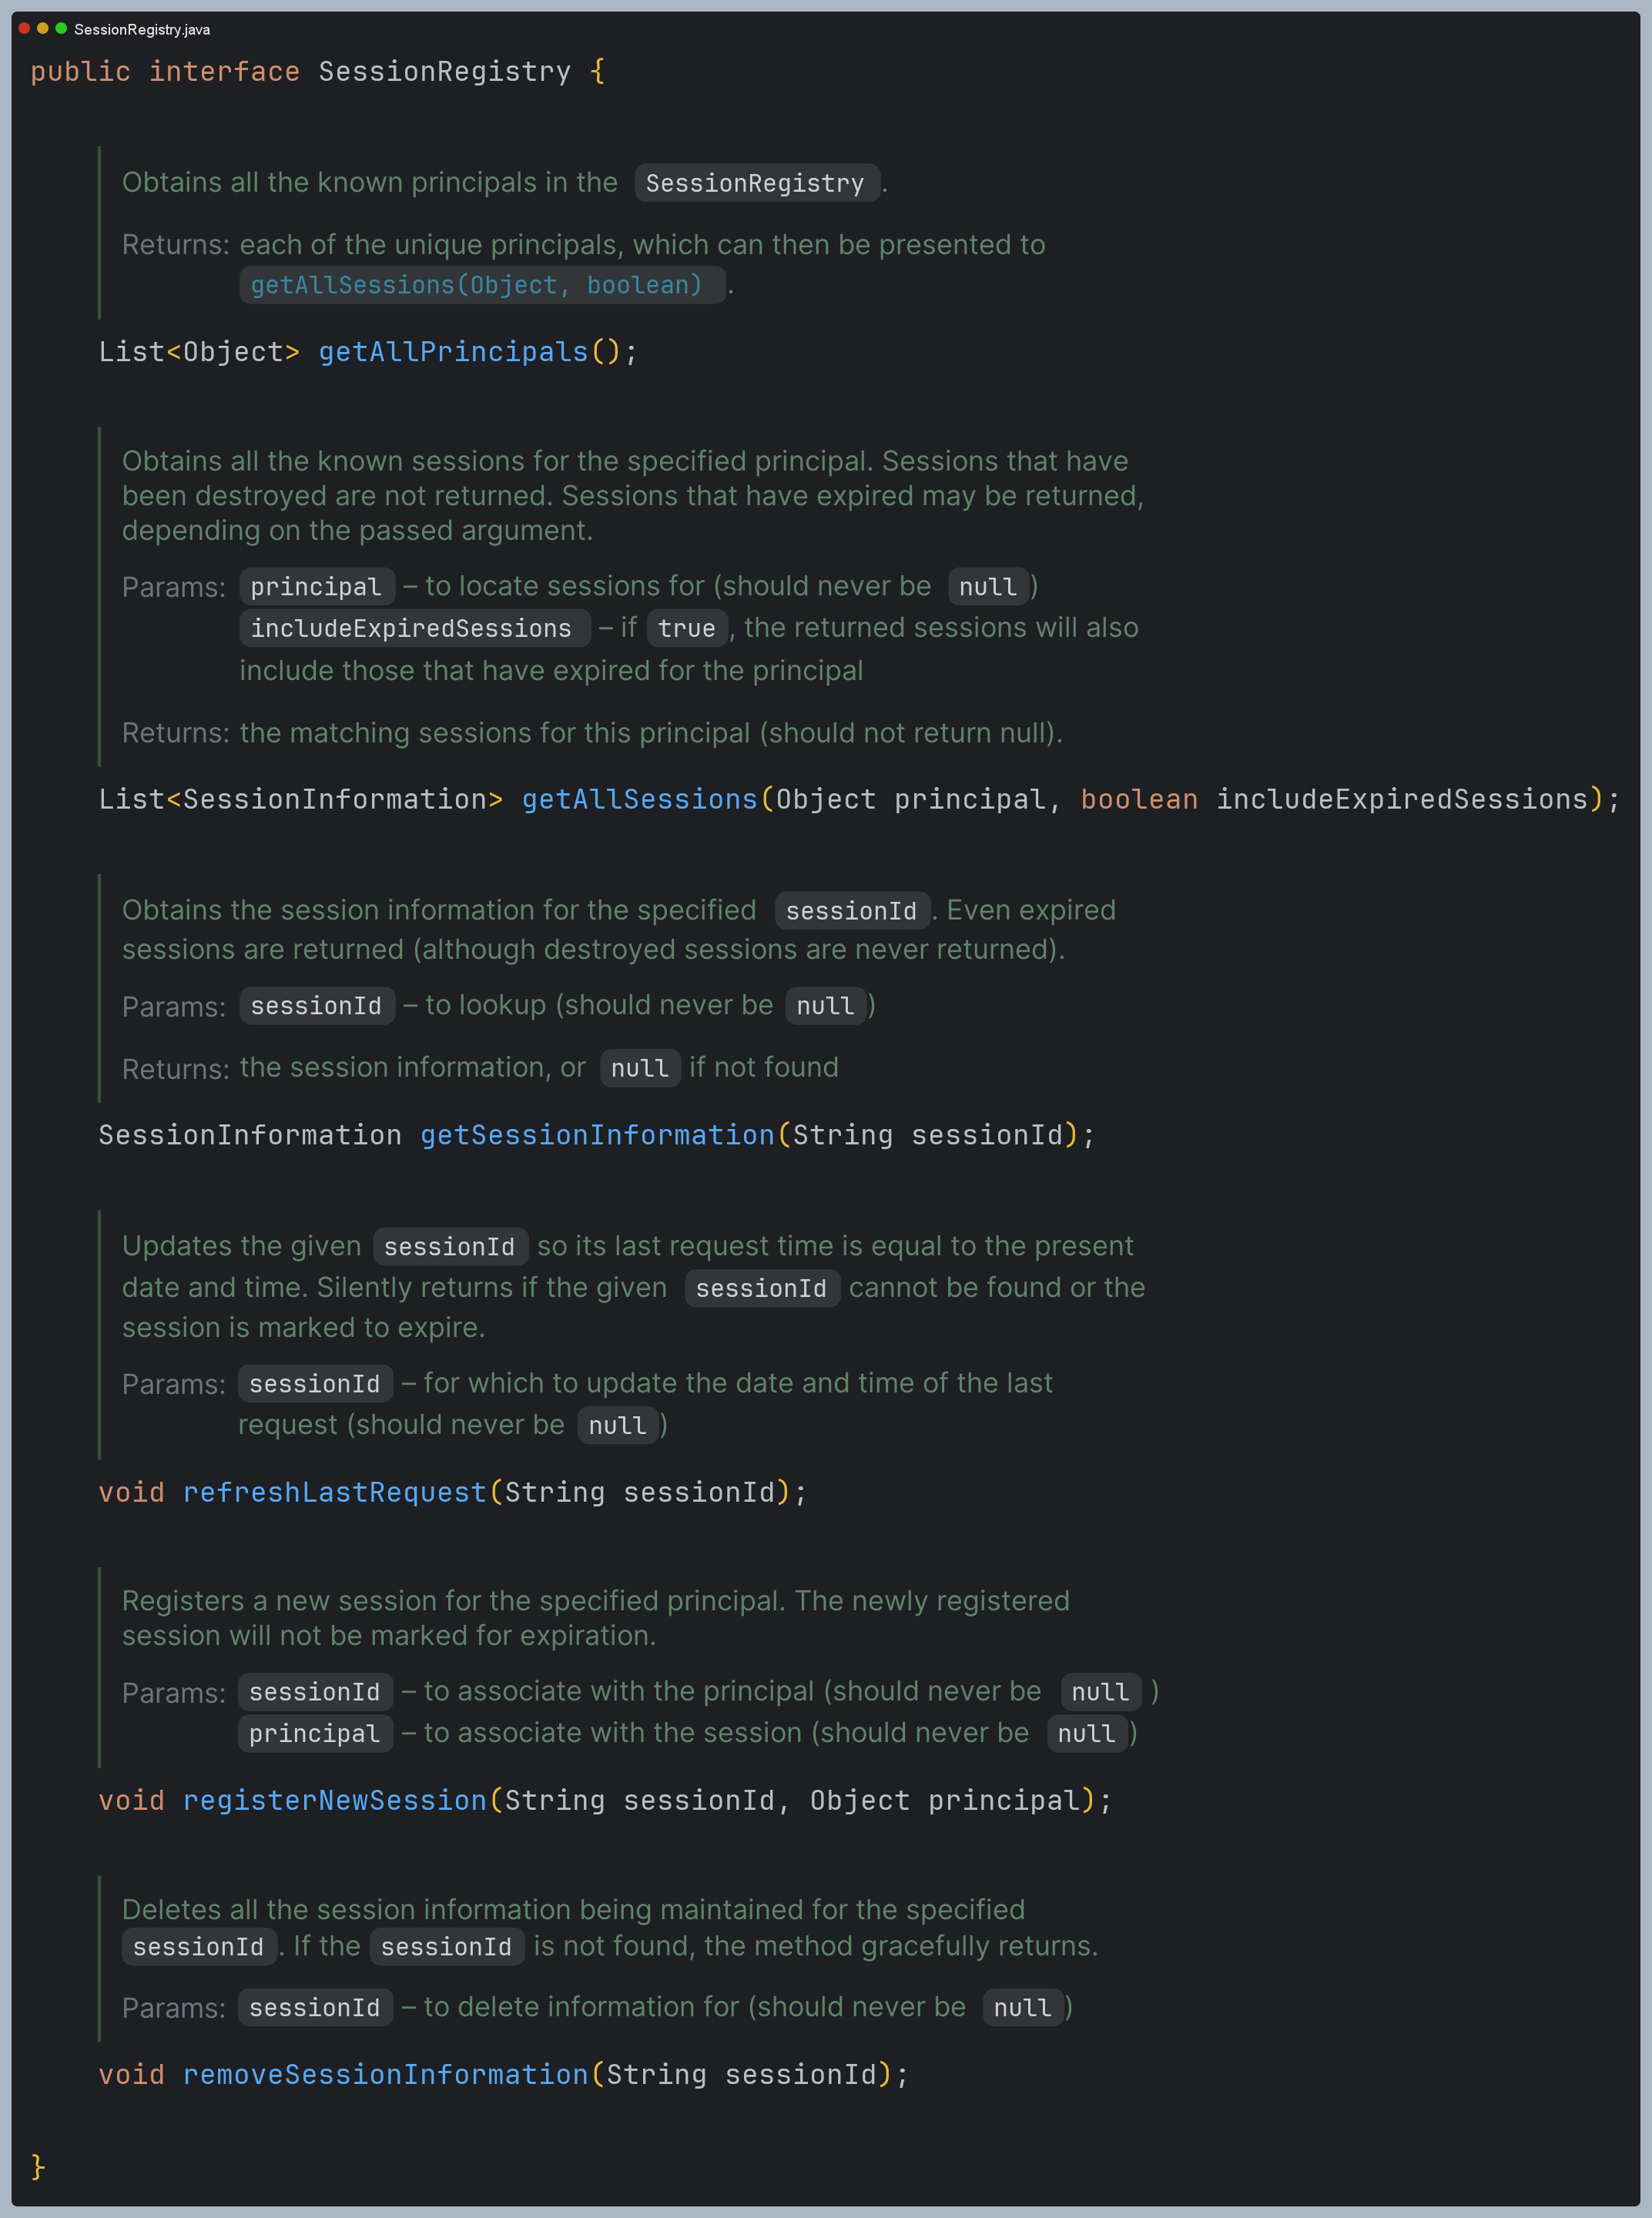 SessionRegistry.java
public interface SessionRegistry {
Obtains all the known principals in the SessionRegistry.
Returns: each of the unique principals, which can then be presented to
getAllSessions(Object, boolean) .
List<Object> getAllPrincipals();
Obtains all the known sessions for the specified principal. Sessions that have
been destroyed are not returned. Sessions that have expired may be returned,
depending on the passed argument.
Params: principal – to locate sessions for (should never be null)
includeExpiredSessions – if true, the returned sessions will also
include those that have expired for the principal
Returns: the matching sessions for this principal (should not return null).
List<SessionInformation> getAllSessions(Object principal, boolean includeExpiredSessions);
Obtains the session information for the specified sessionId. Even expired
sessions are returned (although destroyed sessions are never returned).
Params: sessionId – to lookup (should never be null)
Returns: the session information, or null if not found
SessionInformation getSessionInformation(String sessionId);
Updates the given sessionId so its last request time is equal to the present
date and time. Silently returns if the given sessionId cannot be found or the
session is marked to expire.
Params: sessionId – for which to update the date and time of the last
request (should never be null)
void refreshLastRequest(String sessionId);
Registers a new session for the specified principal. The newly registered
session will not be marked for expiration.
Params: sessionId – to associate with the principal (should never be null )
principal – to associate with the session (should never be null)
void registerNewSession(String sessionId, Object principal);
Deletes all the session information being maintained for the specified
sessionId. If the sessionId is not found, the method gracefully returns.
Params: sessionId – to delete information for (should never be null)
void removeSessionInformation(String sessionId);
}